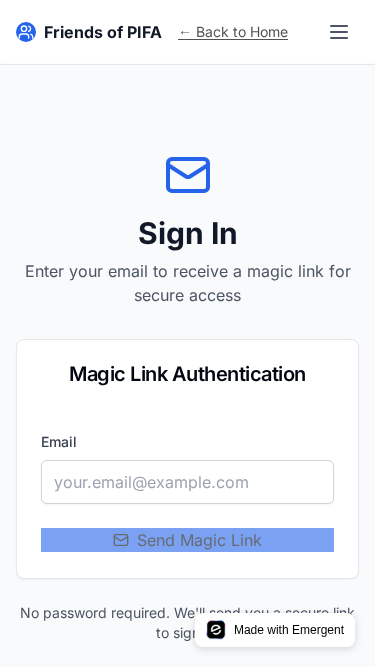 Friends of PIFA
← Back to Home
Sign In
Enter your email to receive a magic link for
secure access
Magic Link Authentication
Email
your.email@example.com
Send Magic Link
No password required. We'll send you a secure link
to sig
Made with Emergent